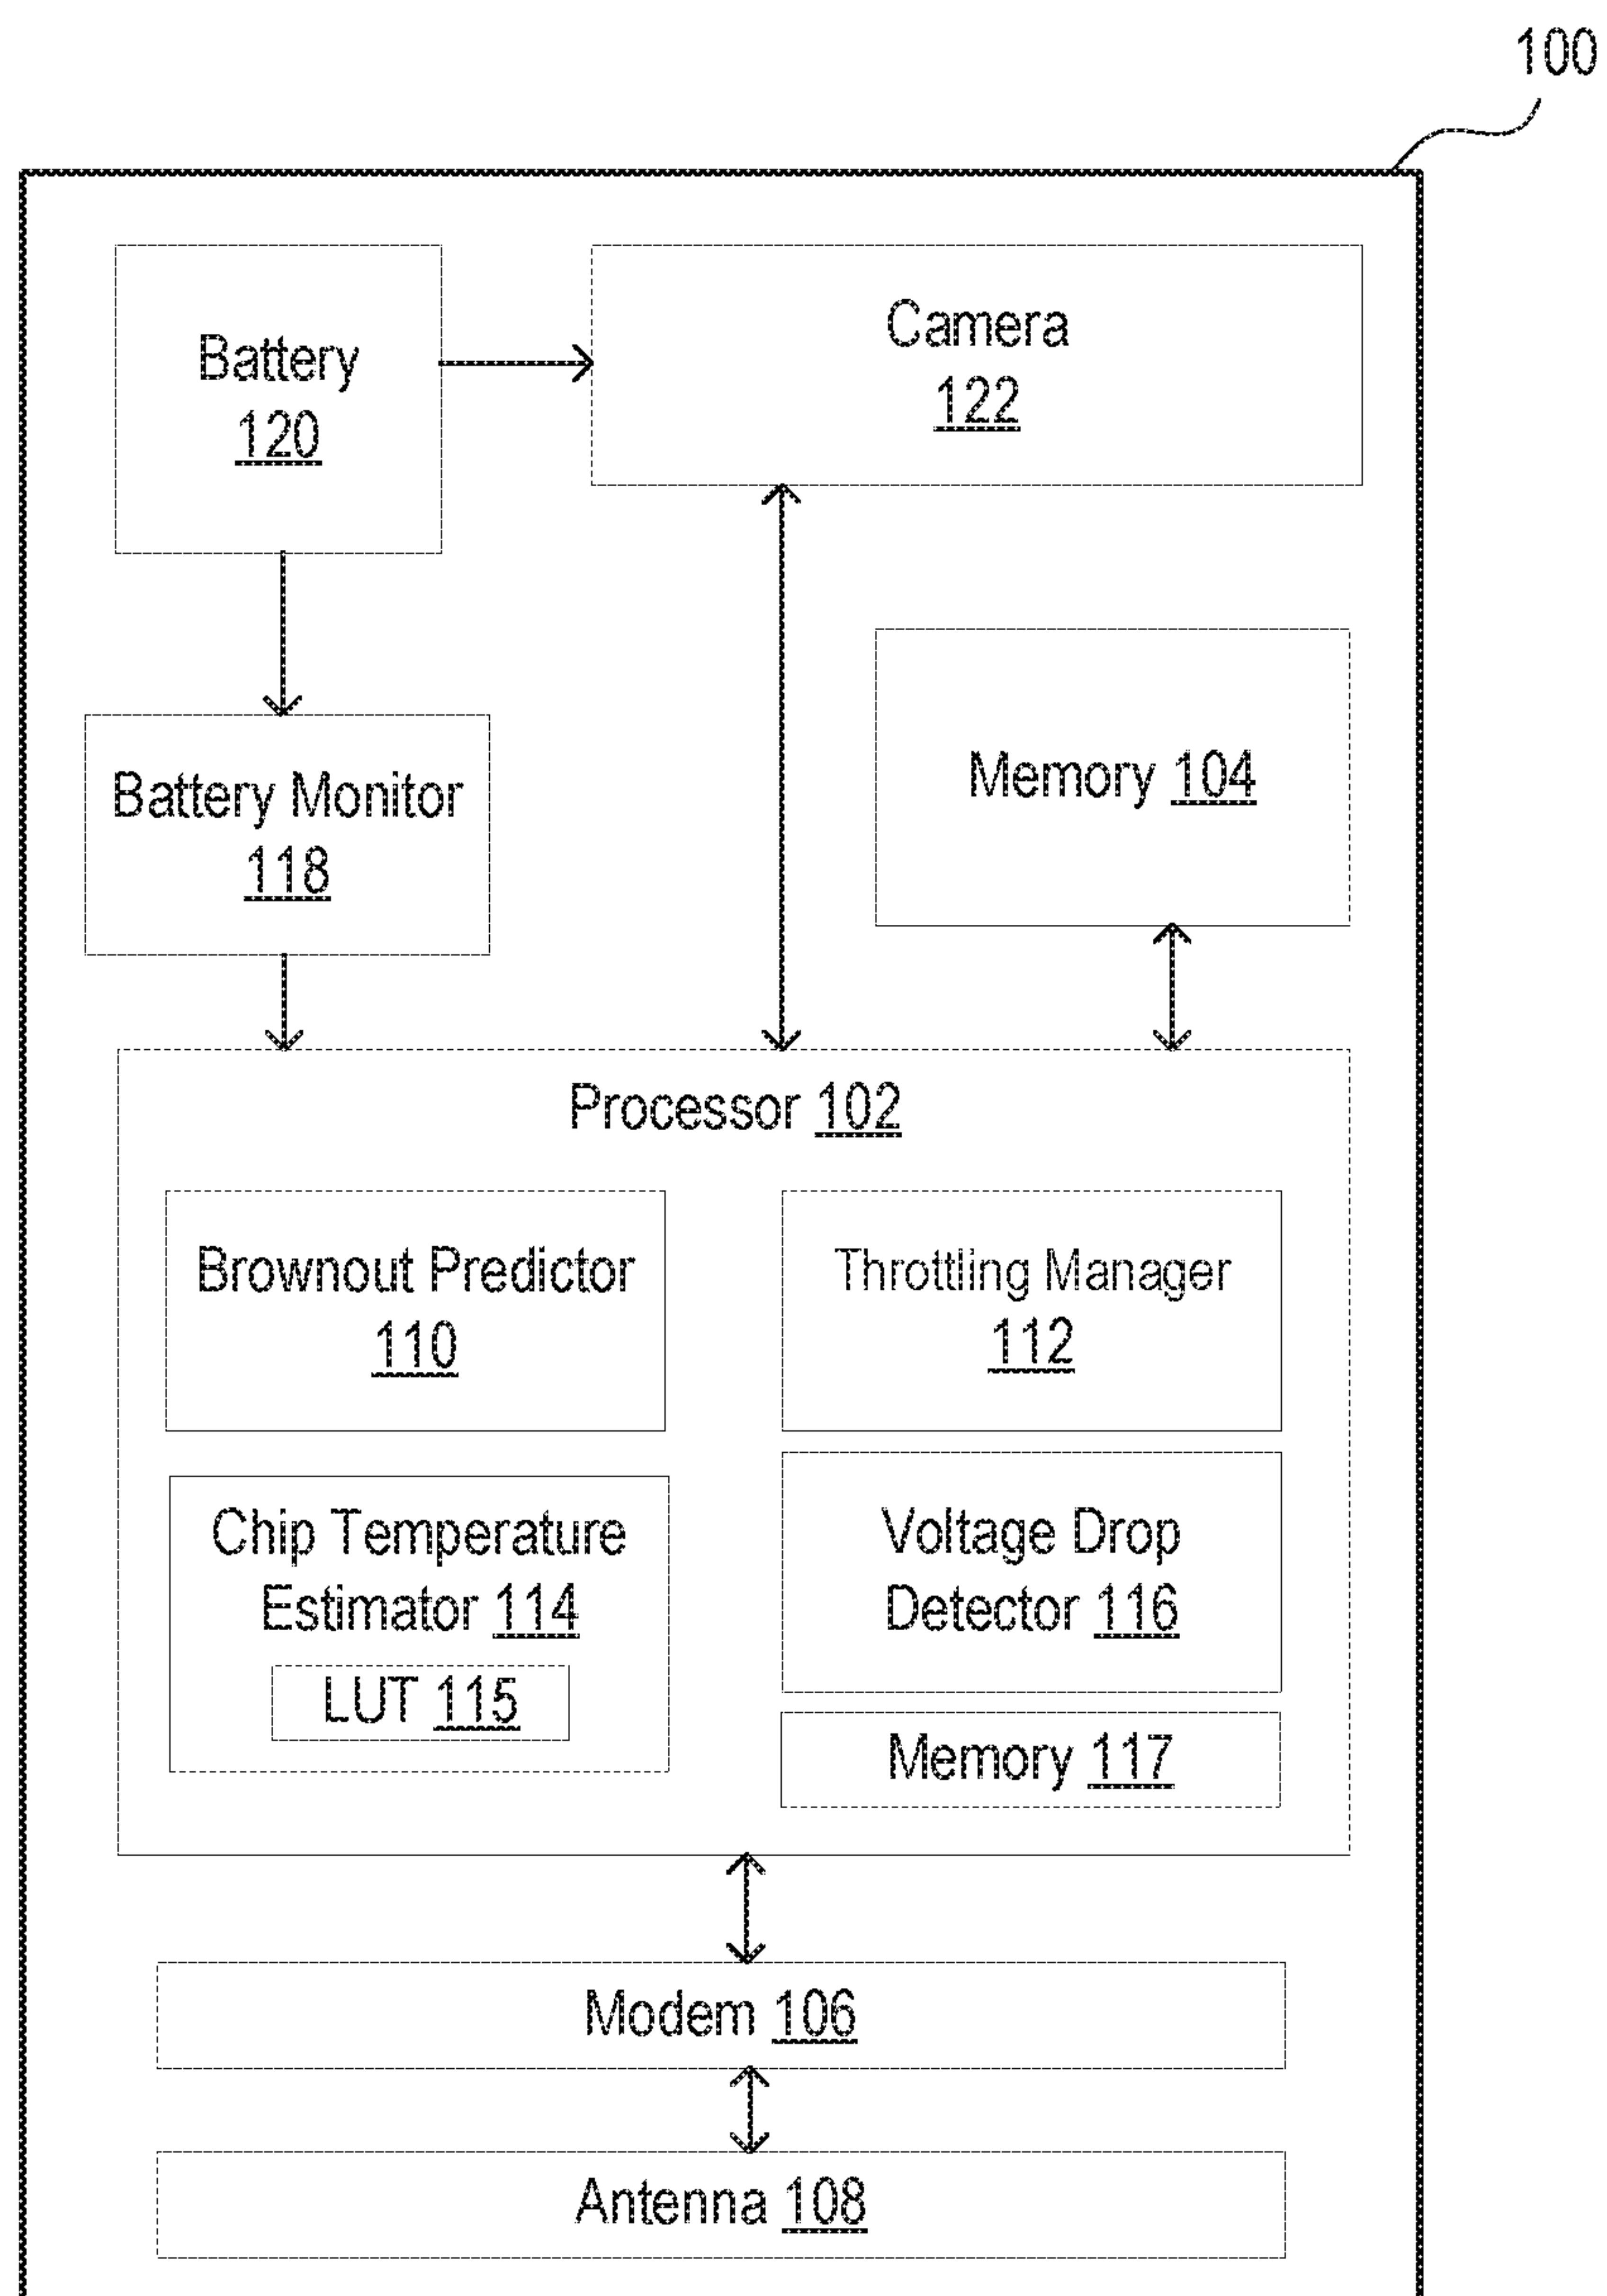 100
Battery
120
Camera
122
Battery Monitor
118
Memory 104
Processor 102
Brownout Predictor
110
Throttling Manager
112
Chip Temperature
Estimator 114
LUT 115
Voltage Drop
Detector 116
Memory 117
Modem 106
Antenna 108